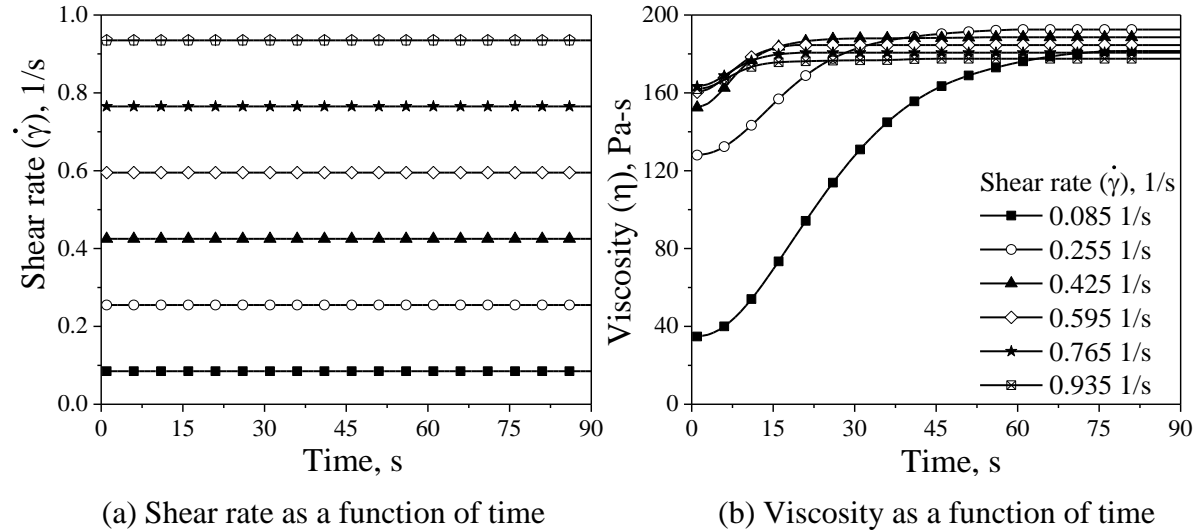 Shear rate (γ̇), 1/s
1.0
0.8
0.6
0.4
0.2
0.0
0 15 30 45 60 75 90
Time, s
(a) Shear rate as a function of time
Viscosity (η), Pa-s
200
160
120
80
40
0
Shear rate (γ̇), 1/s
0.085 1/s
0.255 1/s
0.425 1/s
0.595 1/s
0.765 1/s
0.935 1/s
0 15 30 45 60 75 90
Time, s
(b) Viscosity as a function of time